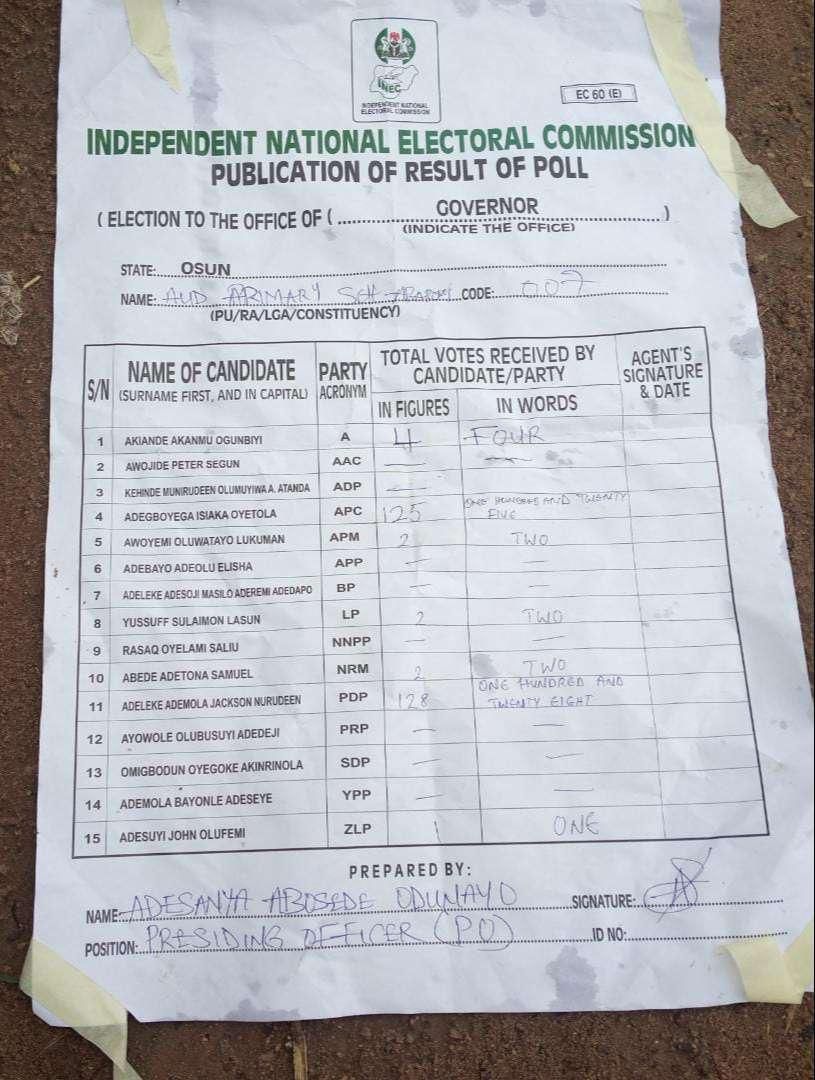 INEC
INDEPENDENT NATIONAL
ELECTORAL COMMISSION
EC 60 (E)
INDEPENDENT NATIONAL ELECTORAL COMMISSION
PUBLICATION OF RESULT OF POLL
( ELECTION TO THE OFFICE OF ( GOVERNOR )
(INDICATE THE OFFICE)
STATE: OSUN
NAME: AUD PRIMARY SCH CODE: 007
(PU/RA/LGA/CONSTITUENCY)
S/N NAME OF CANDIDATE (SURNAME FIRST, AND IN CAPITAL) PARTY ACRONYM TOTAL VOTES RECEIVED BY CANDIDATE/PARTY AGENT'S SIGNATURE & DATE
IN FIGURES IN WORDS
1 AKIANDE AKANMU OGUNBIYI A 4 FOUR
2 AWOJIDE PETER SEGUN AAC — —
3 KEHINDE MUNIRUDEEN OLUMUYIWA A. ATANDA ADP —
4 ADEGBOYEGA ISIAKA OYETOLA APC 125 ONE HUNDRED AND TWENTY FIVE
5 AWOYEMI OLUWATAYO LUKUMAN APM 2 TWO
6 ADEBAYO ADEOLU ELISHA APP — —
7 ADELEKE ADESOJI MASILO ADEREMI ADEDAPO BP — —
8 YUSSUFF SULAIMON LASUN LP 2 TWO
9 RASAQ OYELAMI SALIU NNPP — —
10 ABEDE ADETONA SAMUEL NRM 2 TWO
11 ADELEKE ADEMOLA JACKSON NURUDEEN PDP 128 ONE HUNDRED AND TWENTY EIGHT
12 AYOWOLE OLUBUSUYI ADEDEJI PRP — —
13 OMIGBODUN OYEGOKE AKINRINOLA SDP — —
14 ADEMOLA BAYONLE ADESEYE YPP — —
15 ADESUYI JOHN OLUFEMI ZLP 1 ONE
PREPARED BY:
NAME: ADESANYA ABOSEDE ODUNAYO SIGNATURE:
POSITION: PRESIDING OFFICER (PO) ID NO: